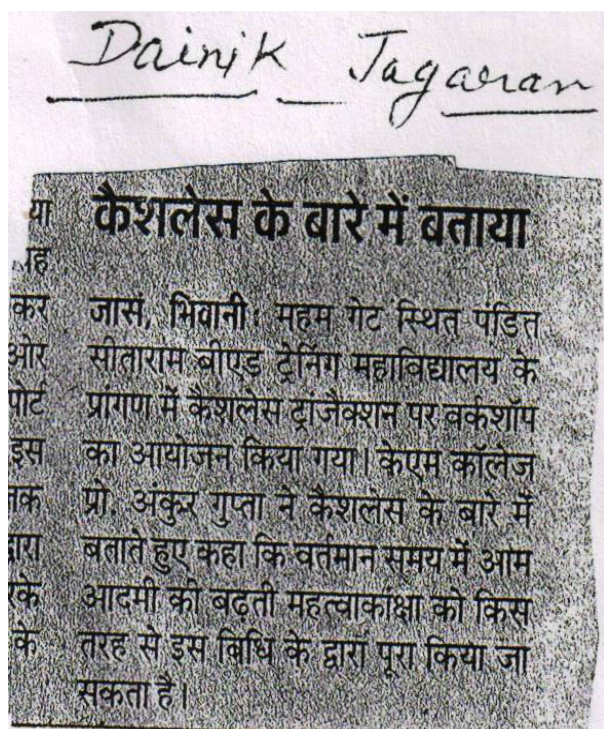 Dainik Jagaran
कैशलेस के बारे में बताया
जासं, भिवानी: महम गेट स्थित पंडित
सीताराम बीएड ट्रेनिंग महाविद्यालय के
प्रांगण में कैशलेस ट्रांजैक्शन पर वर्कशॉप
का आयोजन किया गया। केएम कॉलेज
प्रो. अंकुर गुप्ता ने कैशलेस के बारे में
बताते हुए कहा कि वर्तमान समय में आम
आदमी की बढ़ती महत्वाकांक्षा को किस
तरह से इस विधि के द्वारा पूरा किया जा
सकता है।